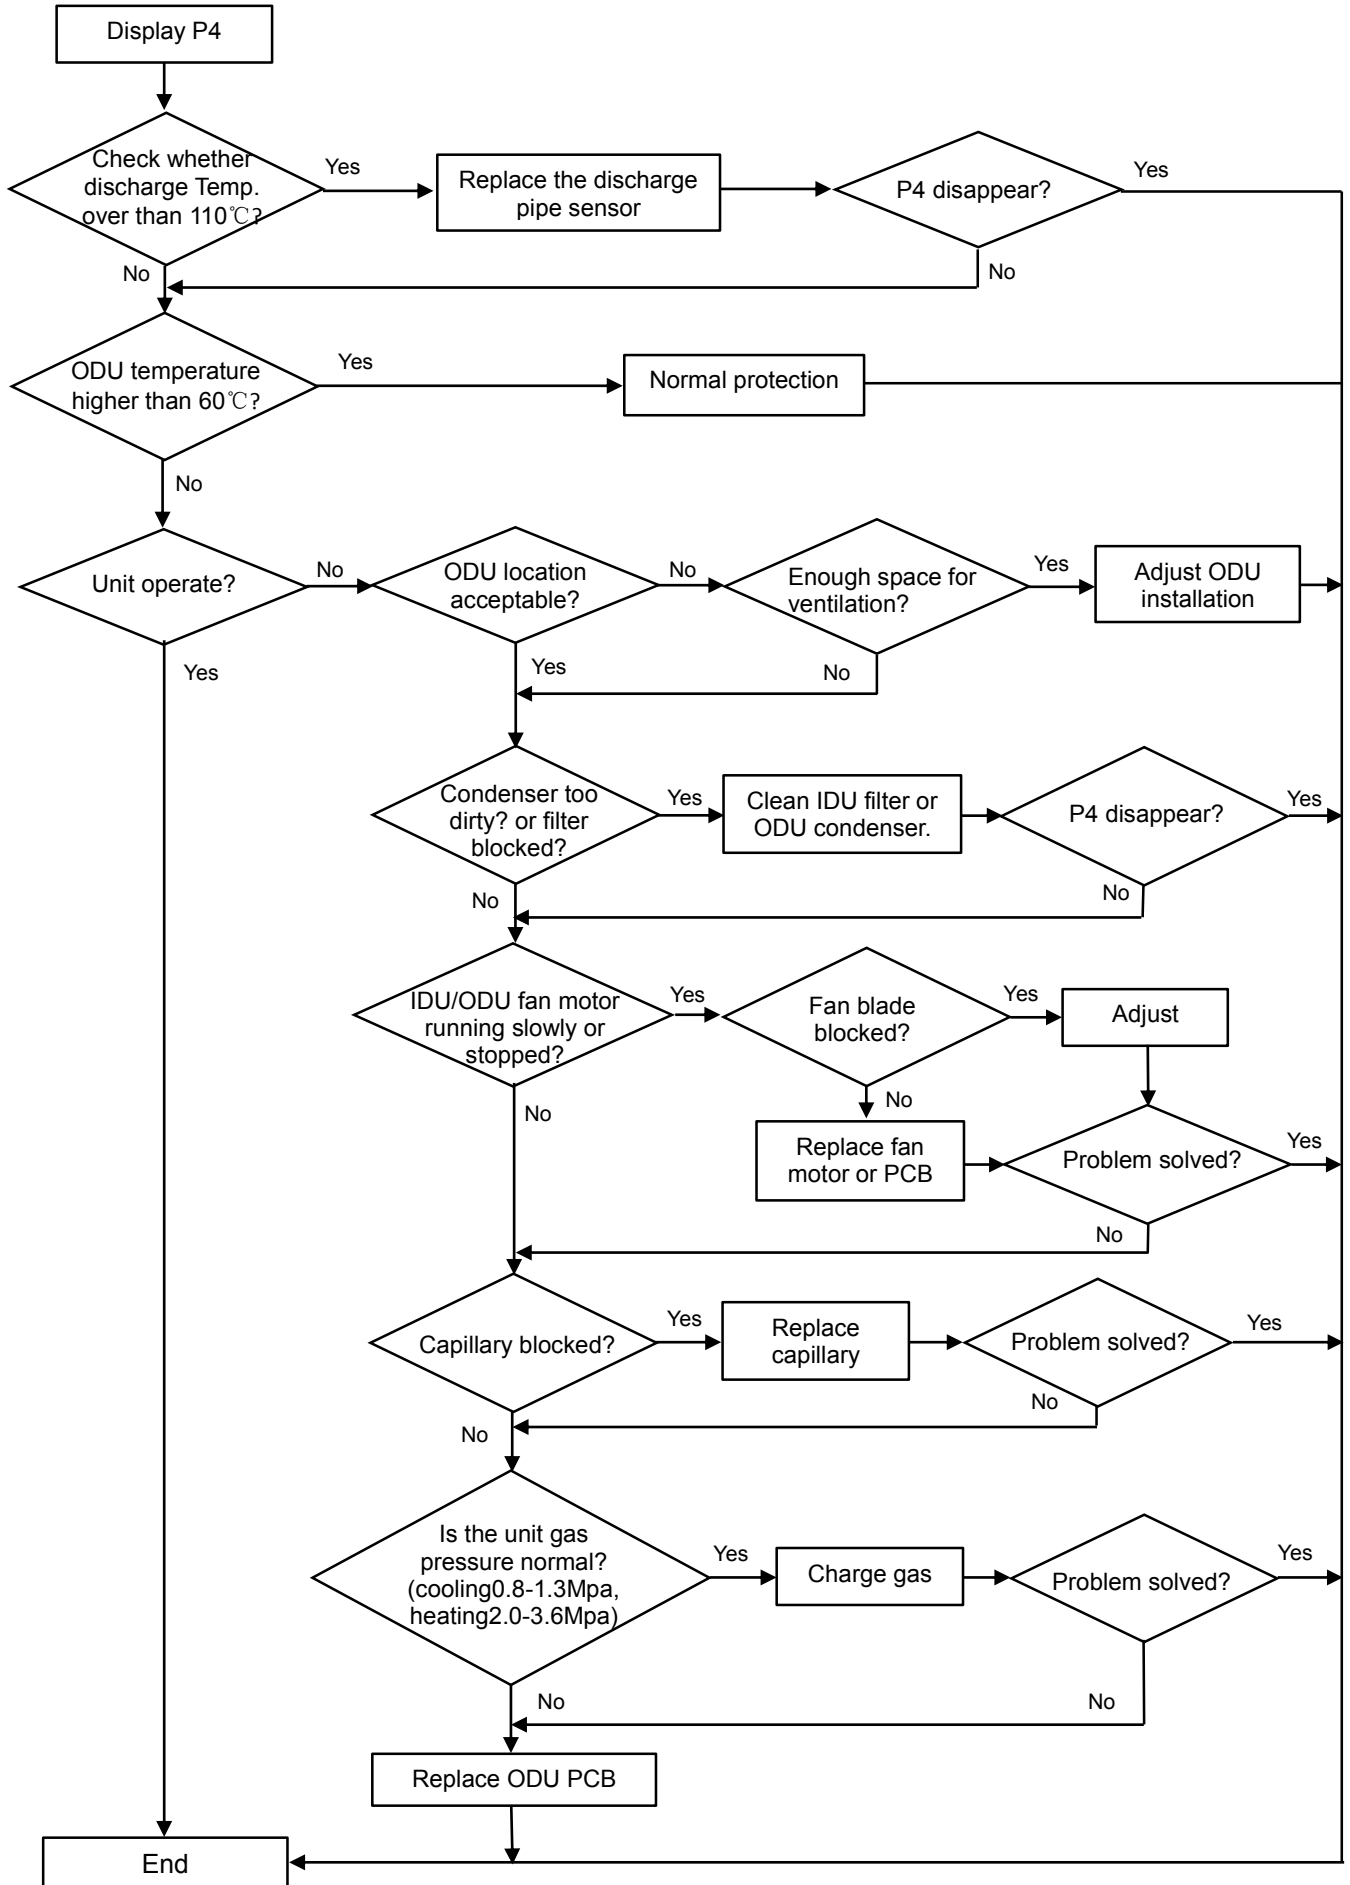 Display P4
Check whether
discharge Temp.
over than 110℃?
Yes
Replace the discharge
pipe sensor
P4 disappear?
Yes
No
No
ODU temperature
higher than 60℃?
Yes
Normal protection
No
Unit operate?
No
ODU location
acceptable?
No
Enough space for
ventilation?
Yes
Adjust ODU
installation
Yes
Yes
No
Condenser too
dirty? or filter
blocked?
Yes
Clean IDU filter or
ODU condenser.
P4 disappear?
Yes
No
No
IDU/ODU fan motor
running slowly or
stopped?
Yes
Fan blade
blocked?
Yes
Adjust
No
No
Replace fan
motor or PCB
Problem solved?
Yes
No
Capillary blocked?
Yes
Replace
capillary
Problem solved?
Yes
No
No
Is the unit gas
pressure normal?
(cooling0.8-1.3Mpa,
heating2.0-3.6Mpa)
Yes
Charge gas
Problem solved?
Yes
No
No
Replace ODU PCB
End